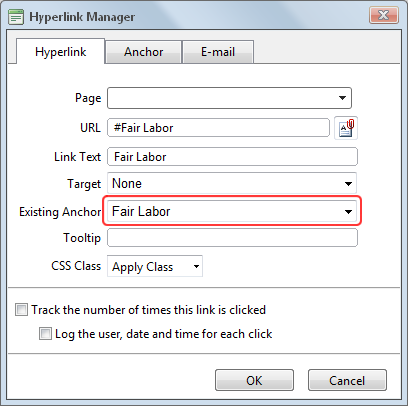 Hyperlink Manager
Hyperlink Anchor E-mail
Page
URL #Fair Labor
Link Text Fair Labor
Target None
Existing Anchor Fair Labor
Tooltip
CSS Class Apply Class
Track the number of times this link is clicked
Log the user, date and time for each click
OK Cancel